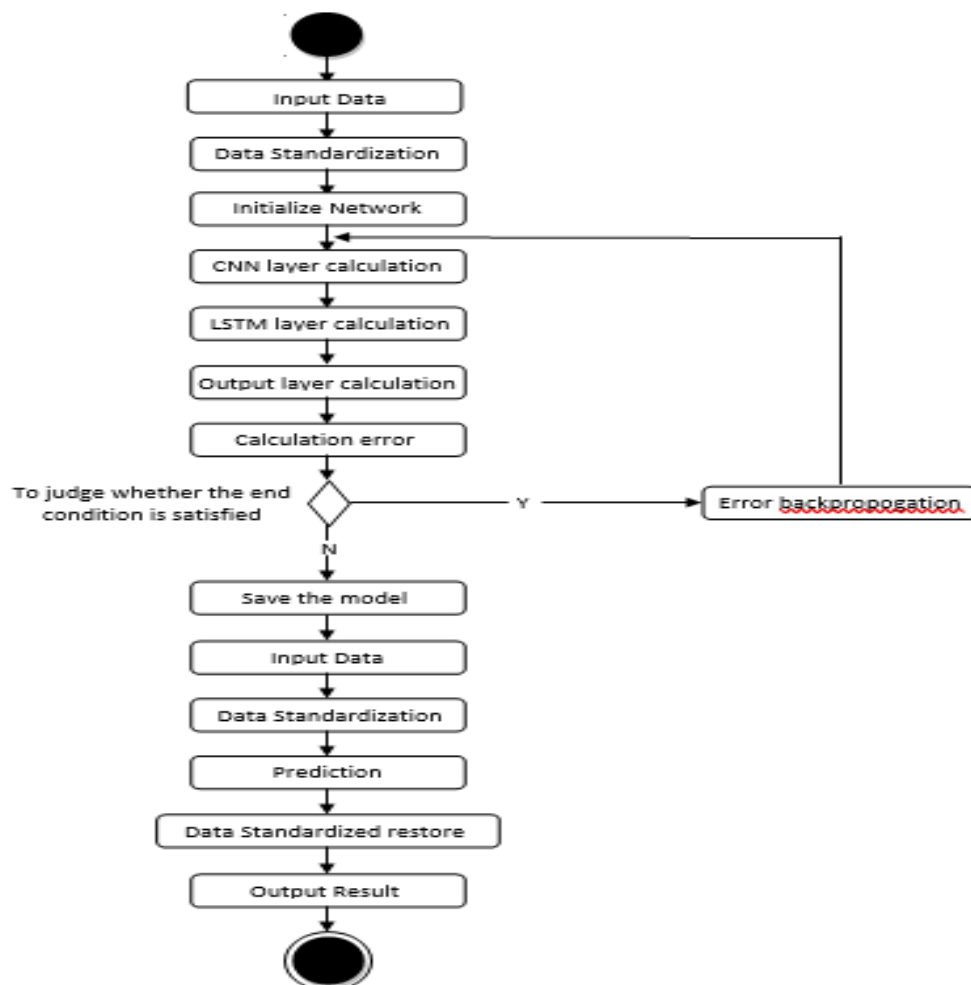 Input Data
Data Standardization
Initialize Network
CNN layer calculation
LSTM layer calculation
Output layer calculation
Calculation error
To judge whether the end
condition is satisfied
Y
Error backpropogation
N
Save the model
Input Data
Data Standardization
Prediction
Data Standardized restore
Output Result